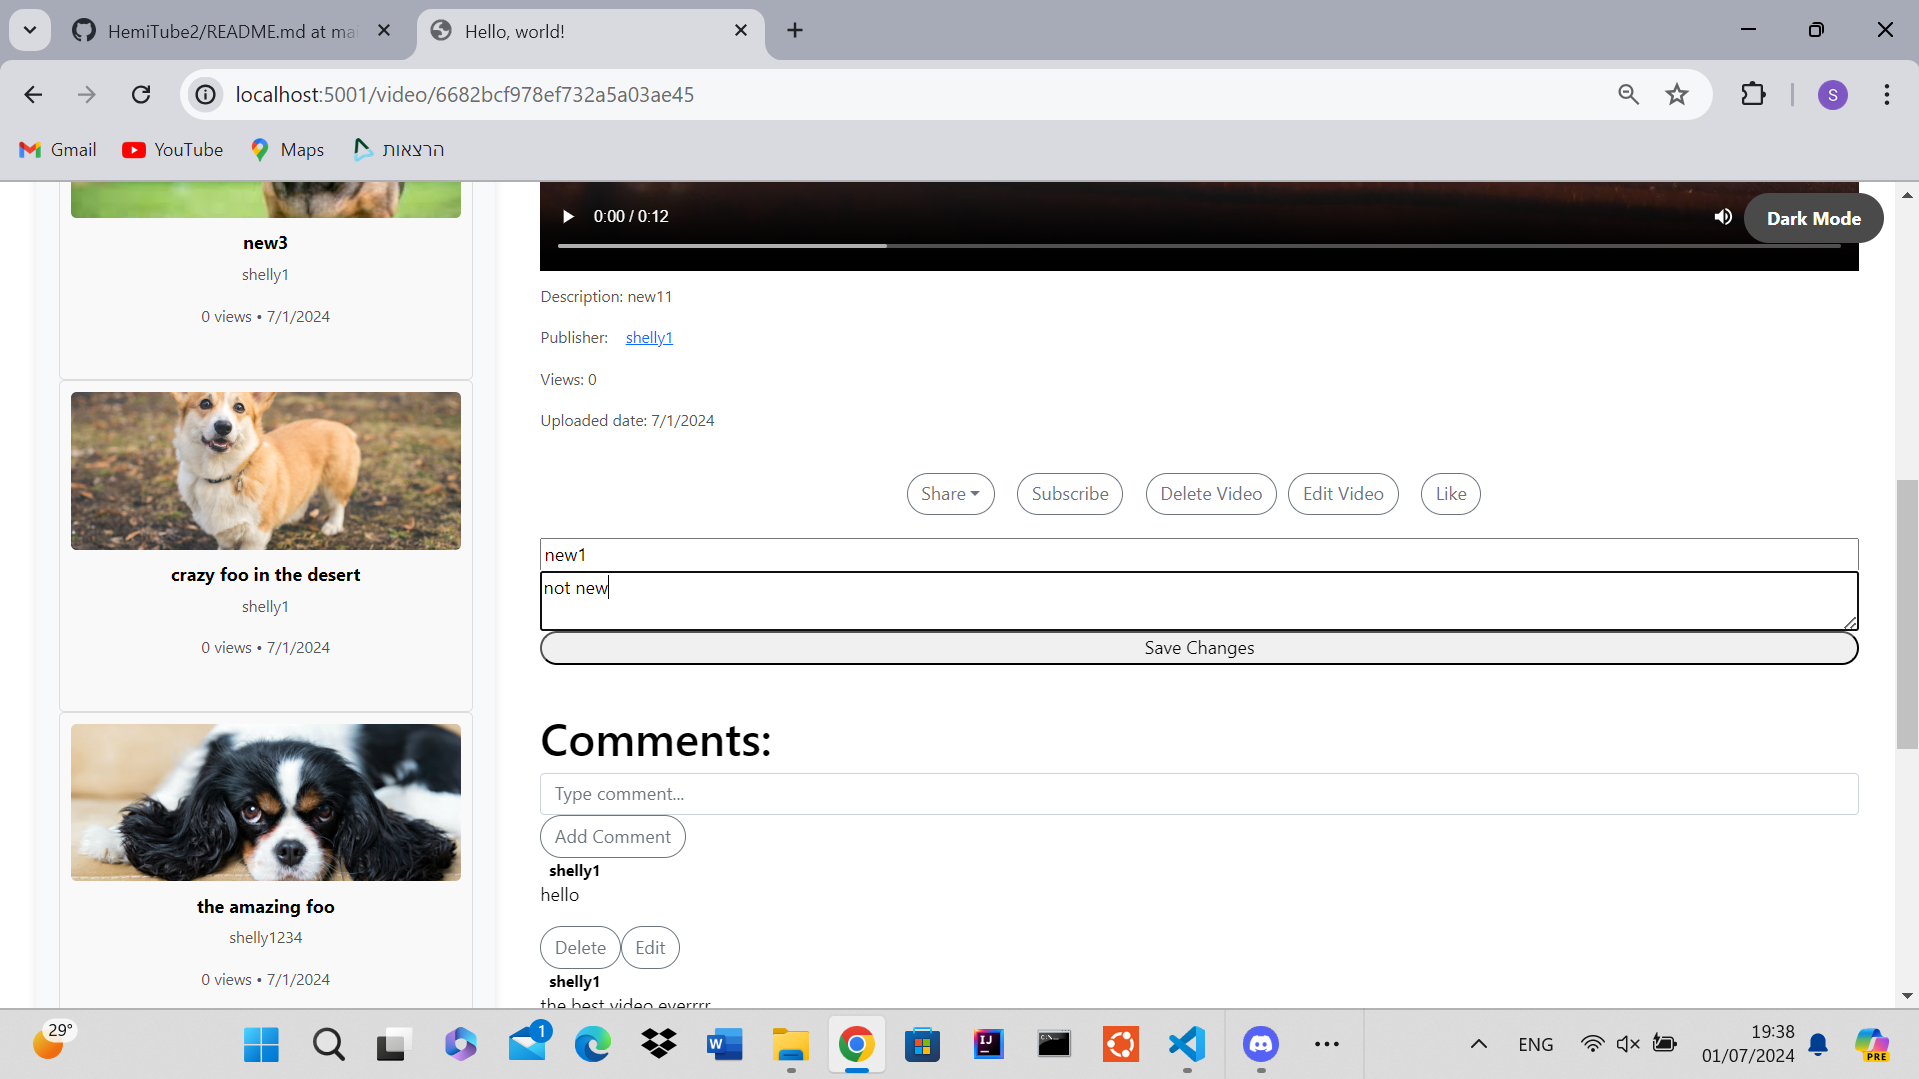 HemiTube2/README.md at mai
Hello, world!
localhost:5001/video/6682bcf978ef732a5a03ae45
S
Gmail
YouTube
Maps
הרצאות
new3
shelly1
0 views • 7/1/2024
crazy foo in the desert
shelly1
0 views • 7/1/2024
the amazing foo
shelly1234
0 views • 7/1/2024
0:00 / 0:12
Dark Mode
Description: new11
Publisher: shelly1
Views: 0
Uploaded date: 7/1/2024
Share Subscribe Delete Video Edit Video Like
new1
not new
Save Changes
Comments:
Type comment...
Add Comment
shelly1
hello
Delete Edit
shelly1
the best video everrrr
29°
1
W
IJ
PRE
ENG
19:38
01/07/2024